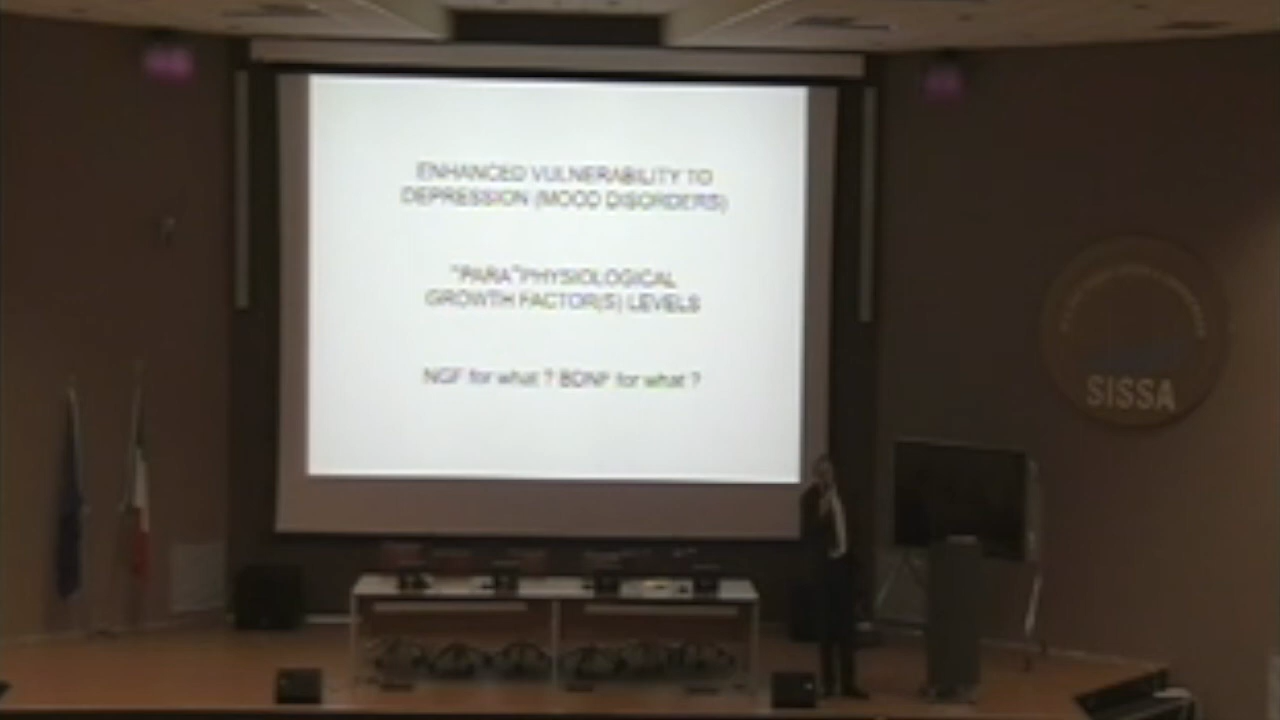 ENHANCED VULNERABILITY TO
DEPRESSION (MOOD DISORDERS)
"PARA"PHYSIOLOGICAL
GROWTH FACTOR(S) LEVELS
NGF for what ? BDNF for what ?
SISSA